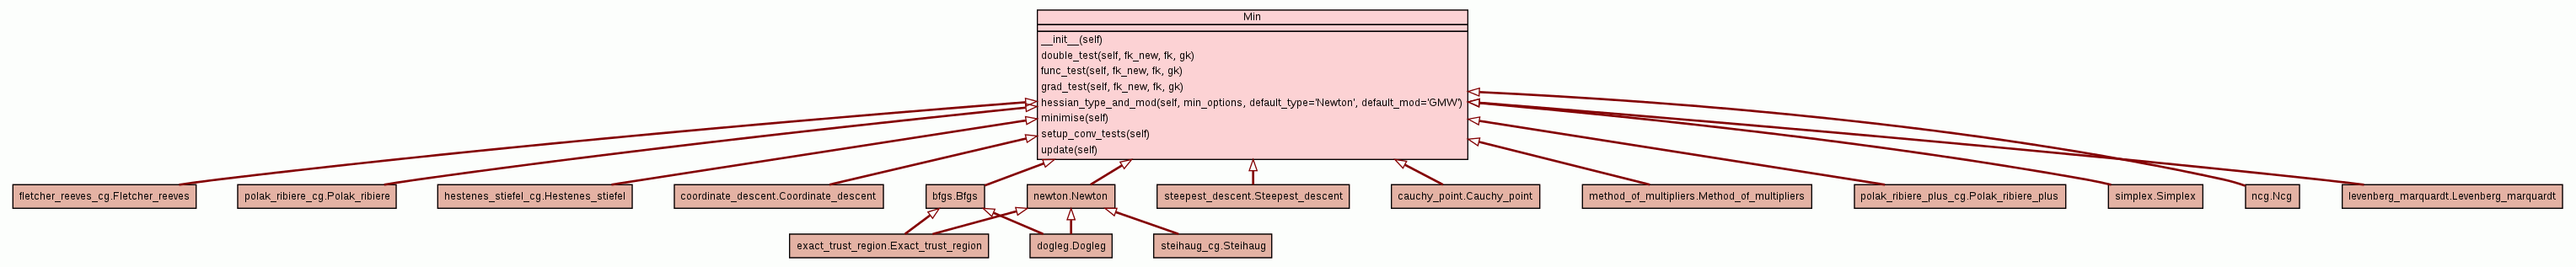 Min
__init__(self)
double_test(self, fk_new, fk, gk)
func_test(self, fk_new, fk, gk)
grad_test(self, fk_new, fk, gk)
hessian_type_and_mod(self, min_options, default_type='Newton', default_mod='GMW')
minimise(self)
setup_conv_tests(self)
update(self)
fletcher_reeves_cg.Fletcher_reeves
polak_ribiere_cg.Polak_ribiere
hestenes_stiefel_cg.Hestenes_stiefel
coordinate_descent.Coordinate_descent
bfgs.Bfgs
newton.Newton
steepest_descent.Steepest_descent
cauchy_point.Cauchy_point
method_of_multipliers.Method_of_multipliers
polak_ribiere_plus_cg.Polak_ribiere_plus
simplex.Simplex
ncg.Ncg
levenberg_marquardt.Levenberg_marquardt
exact_trust_region.Exact_trust_region
dogleg.Dogleg
steihaug_cg.Steihaug